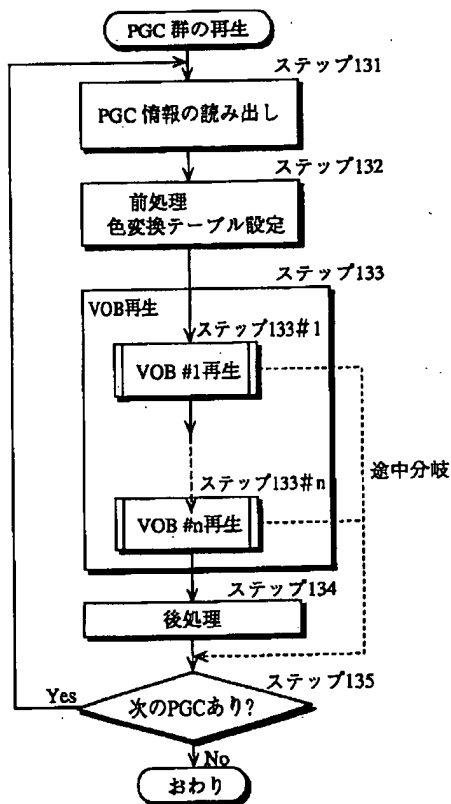 PGC 群の再生
ステップ131
PGC 情報の読み出し
ステップ132
前処理
色変換テーブル設定
ステップ133
VOB再生
ステップ133#1
VOB #1再生
途中分岐
ステップ133#n
VOB #n再生
ステップ134
後処理
ステップ135
Yes
次のPGCあり?
No
おわり